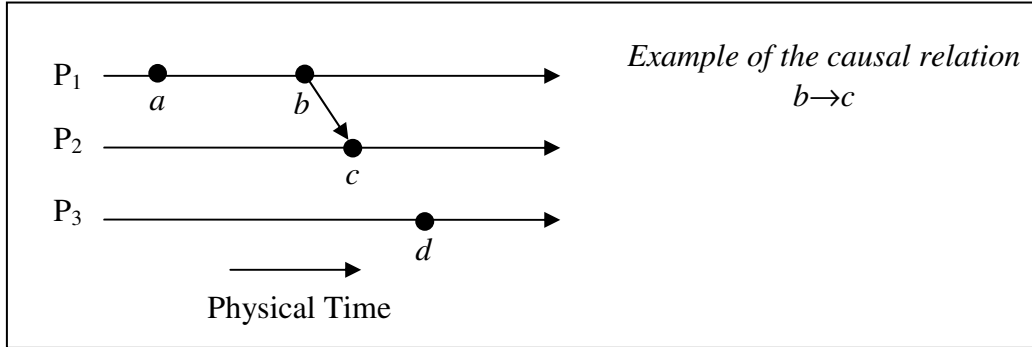 P₁
a
b
P₂
c
P₃
d
Physical Time
Example of the causal relation
b→c